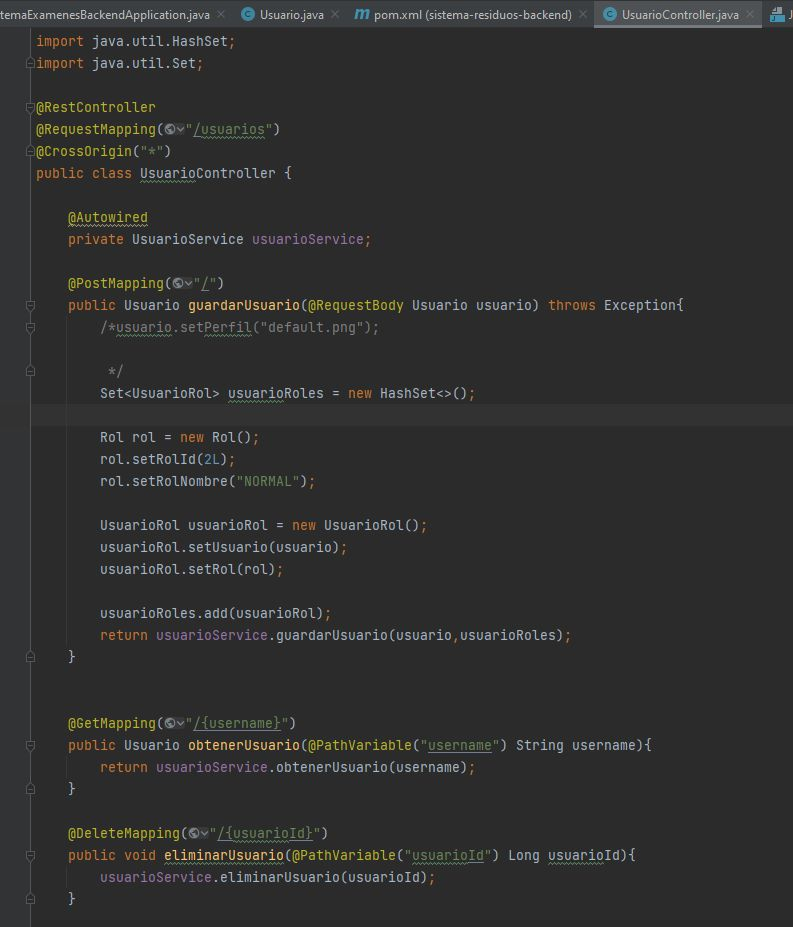 temaExamenesBackendApplication.java × Usuario.java × pom.xml (sistema-residuos-backend) × UsuarioController.java × J
import java.util.HashSet;
import java.util.Set;
@RestController
@RequestMapping("/usuarios")
@CrossOrigin("*")
public class UsuarioController {
@Autowired
private UsuarioService usuarioService;
@PostMapping("/")
public Usuario guardarUsuario(@RequestBody Usuario usuario) throws Exception{
/*usuario.setPerfil("default.png");
*/
Set<UsuarioRol> usuarioRoles = new HashSet<>();
Rol rol = new Rol();
rol.setRolId(2L);
rol.setRolNombre("NORMAL");
UsuarioRol usuarioRol = new UsuarioRol();
usuarioRol.setUsuario(usuario);
usuarioRol.setRol(rol);
usuarioRoles.add(usuarioRol);
return usuarioService.guardarUsuario(usuario,usuarioRoles);
}
@GetMapping("/{username}")
public Usuario obtenerUsuario(@PathVariable("username") String username){
return usuarioService.obtenerUsuario(username);
}
@DeleteMapping("/{usuarioId}")
public void eliminarUsuario(@PathVariable("usuarioId") Long usuarioId){
usuarioService.eliminarUsuario(usuarioId);
}